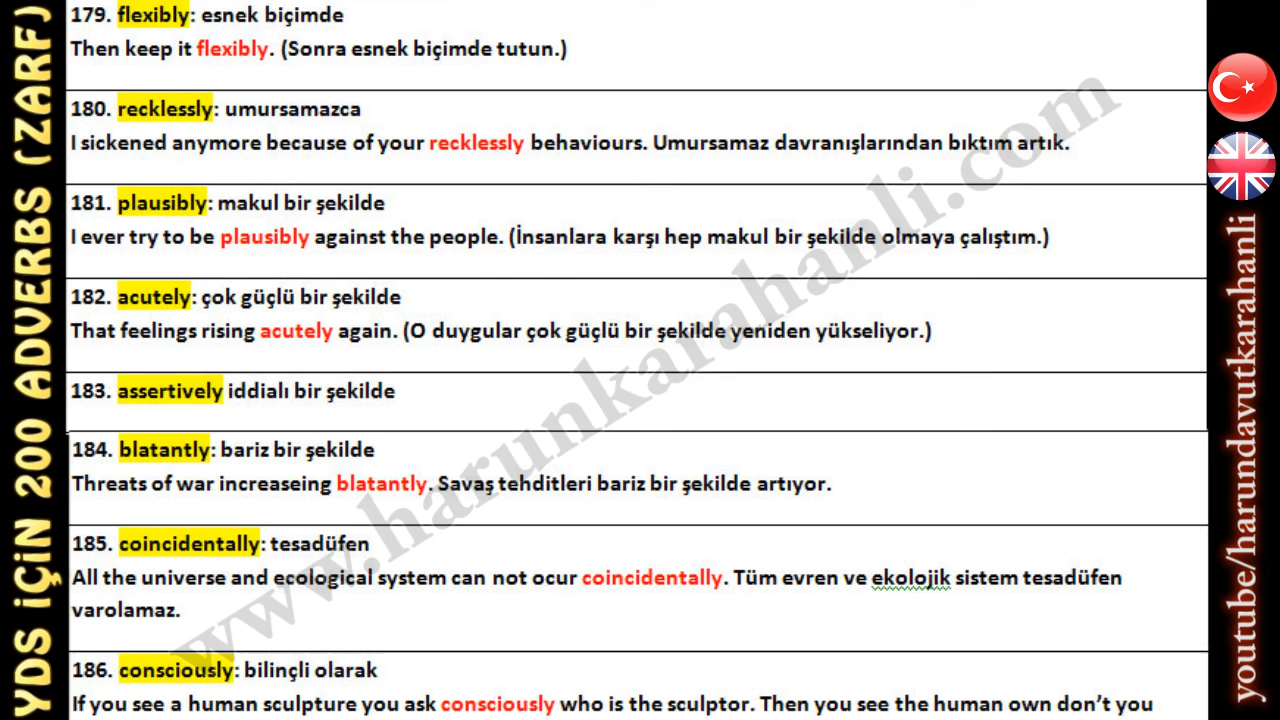 YDS İÇİN 200 ADVERBS (ZARF)
179. flexibly: esnek biçimde
Then keep it flexibly. (Sonra esnek biçimde tutun.)
180. recklessly: umursamazca
I sickened anymore because of your recklessly behaviours. Umursamaz davranışlarından bıktım artık.
181. plausibly: makul bir şekilde
I ever try to be plausibly against the people. (İnsanlara karşı hep makul bir şekilde olmaya çalıştım.)
182. acutely: çok güçlü bir şekilde
That feelings rising acutely again. (O duygular çok güçlü bir şekilde yeniden yükseliyor.)
183. assertively iddialı bir şekilde
184. blatantly: bariz bir şekilde
Threats of war increaseing blatantly. Savaş tehditleri bariz bir şekilde artıyor.
185. coincidentally: tesadüfen
All the universe and ecological system can not ocur coincidentally. Tüm evren ve ekolojik sistem tesadüfen
varolamaz.
186. consciously: bilinçli olarak
If you see a human sculpture you ask consciously who is the sculptor. Then you see the human own don't you
www.harunkarahanli.com
youtube/harundavutkarahanli